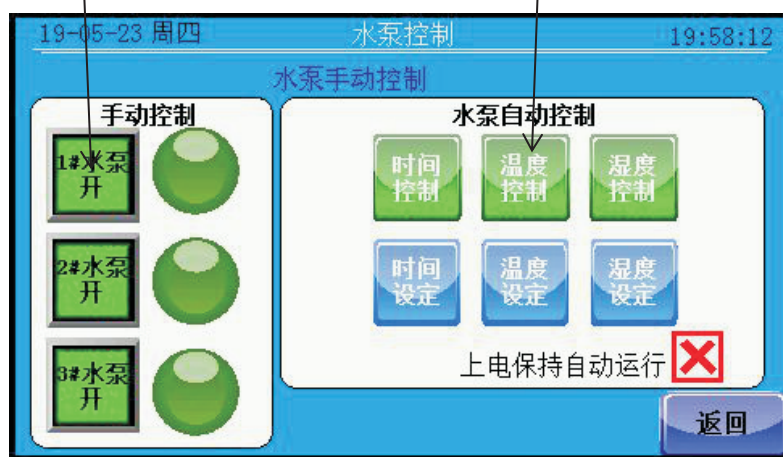 19-05-23 周四 水泵控制 19:58:12
水泵手动控制
手动控制
1#水泵
开
2#水泵
开
3#水泵
开
水泵自动控制
时间
控制
温度
控制
湿度
控制
时间
设定
温度
设定
湿度
设定
上电保持自动运行
返回